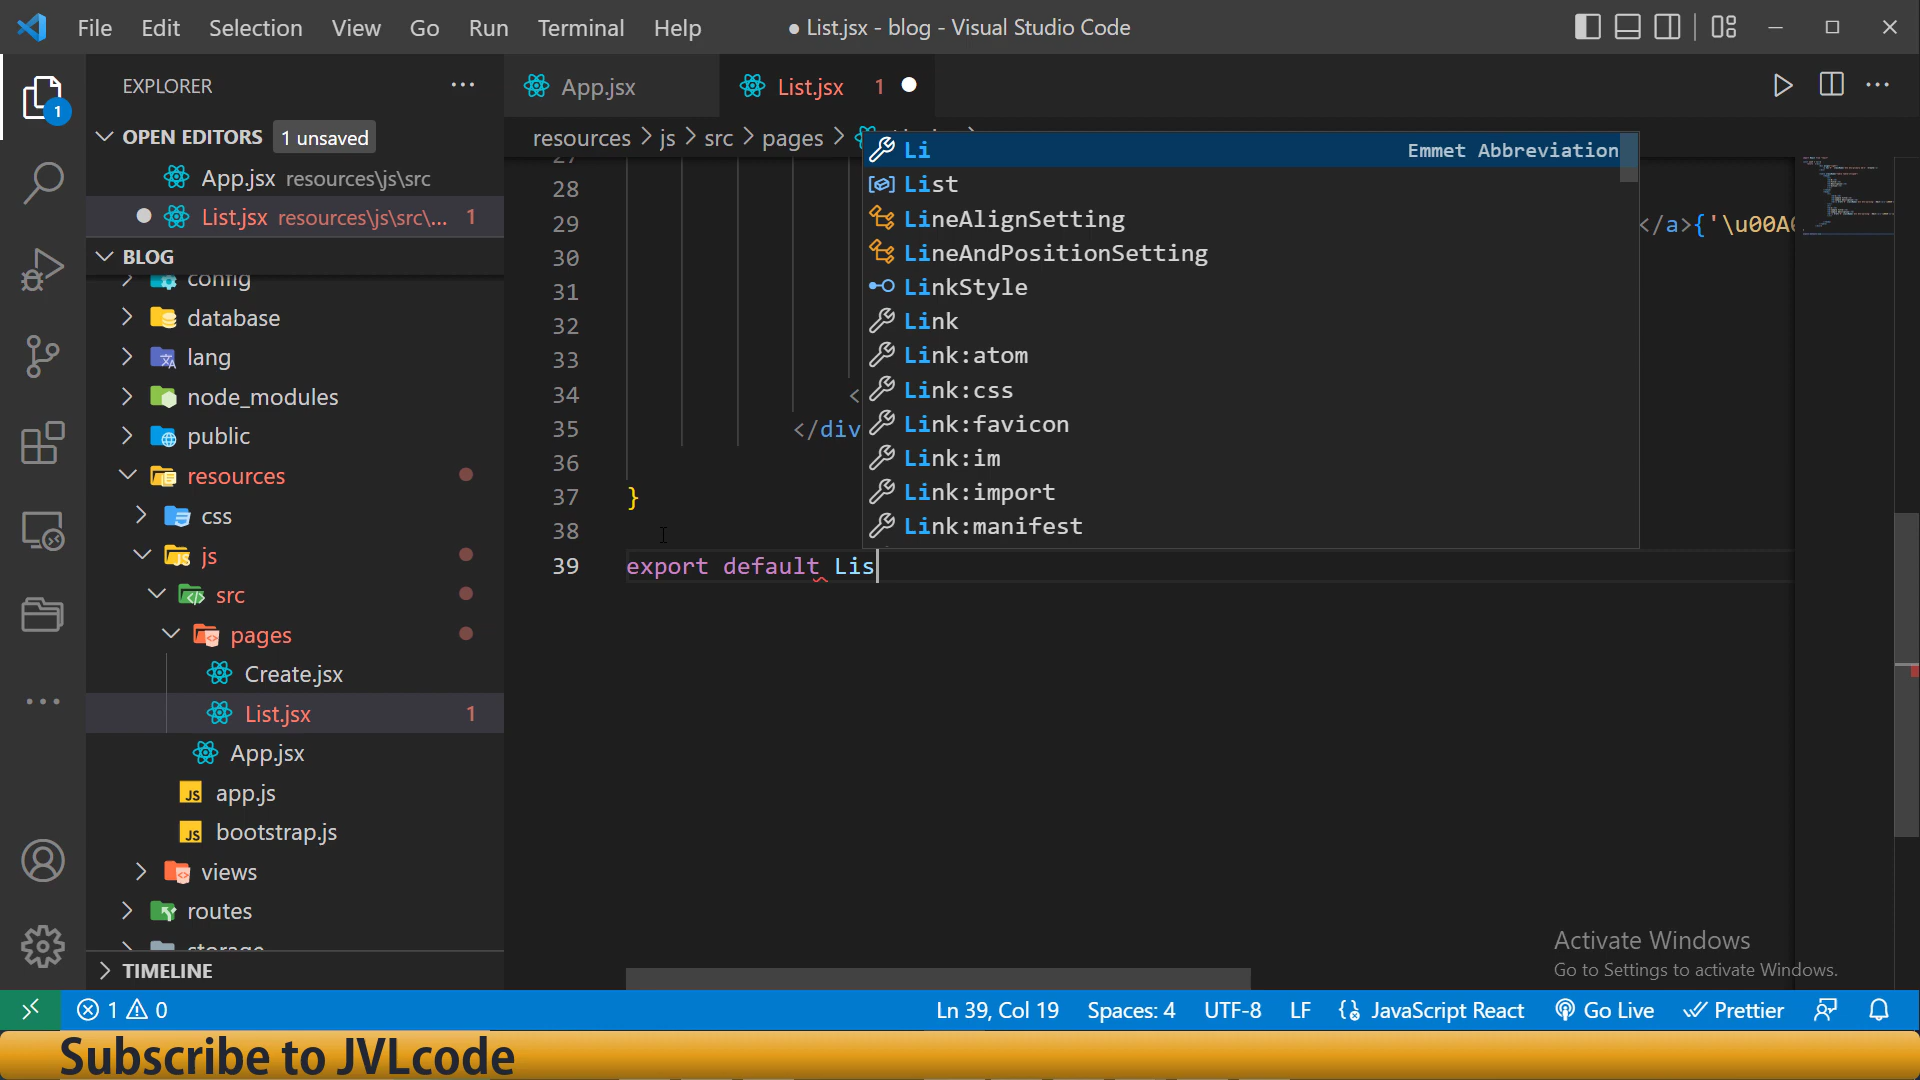 File Edit Selection View Go Run Terminal Help ● List.jsx - blog - Visual Studio Code
EXPLORER
App.jsx
List.jsx 1
OPEN EDITORS 1 unsaved
App.jsx resources\js\src
List.jsx resources\js\src\... 1
BLOG
config
database
lang
node_modules
public
resources
css
js
src
pages
Create.jsx
List.jsx 1
App.jsx
app.js
bootstrap.js
views
routes
storage
TIMELINE
resources > js > src > pages >
27
28
29 </a>{'\u00A0
30
31
32
33
34 <
35 </div
36
37 }
38
39 export default Lis
Li Emmet Abbreviation
List
LineAlignSetting
LineAndPositionSetting
LinkStyle
Link
Link:atom
Link:css
Link:favicon
Link:im
Link:import
Link:manifest
Activate Windows
Go to Settings to activate Windows.
1 0 Ln 39, Col 19 Spaces: 4 UTF-8 LF JavaScript React Go Live Prettier
Subscribe to JVLcode